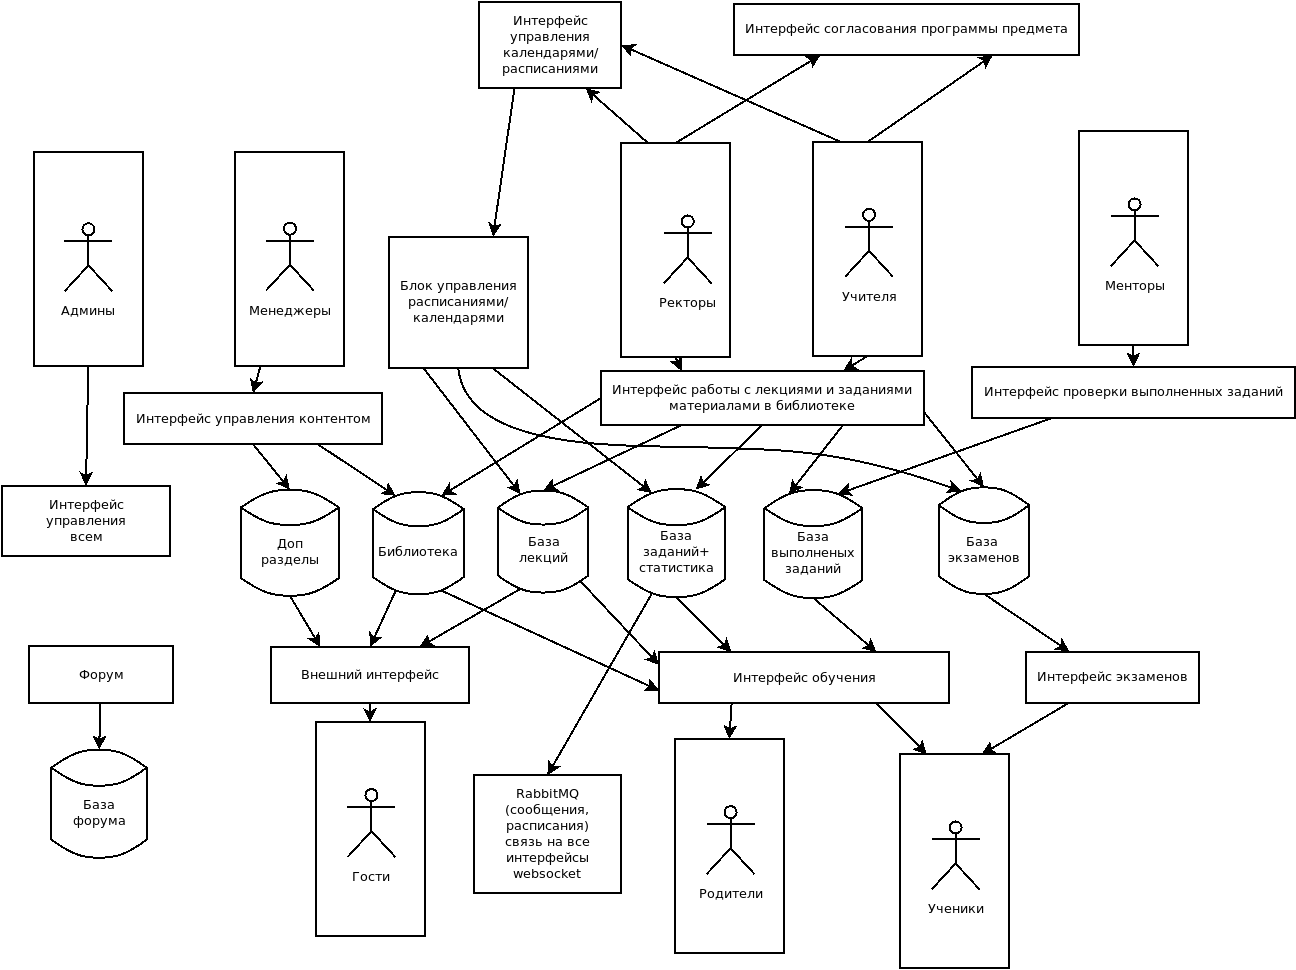 Интерфейс
управления
календарями/
расписаниями
Интерфейс согласования программы предмета
Админы
Менеджеры
Блок управления
расписаниями/
календарями
Ректоры
Учителя
Менторы
Интерфейс управления контентом
Интерфейс работы с лекциями и заданиями
материалами в библиотеке
Интерфейс проверки выполненных заданий
Интерфейс
управления
всем
Доп
разделы
Библиотека
База
лекций
База
заданий+
статистика
База
выполненых
заданий
База
экзаменов
Форум
Внешний интерфейс
Интерфейс обучения
Интерфейс экзаменов
База
форума
Гости
RabbitMQ
(сообщения,
расписания)
связь на все
интерфейсы
websocket
Родители
Ученики